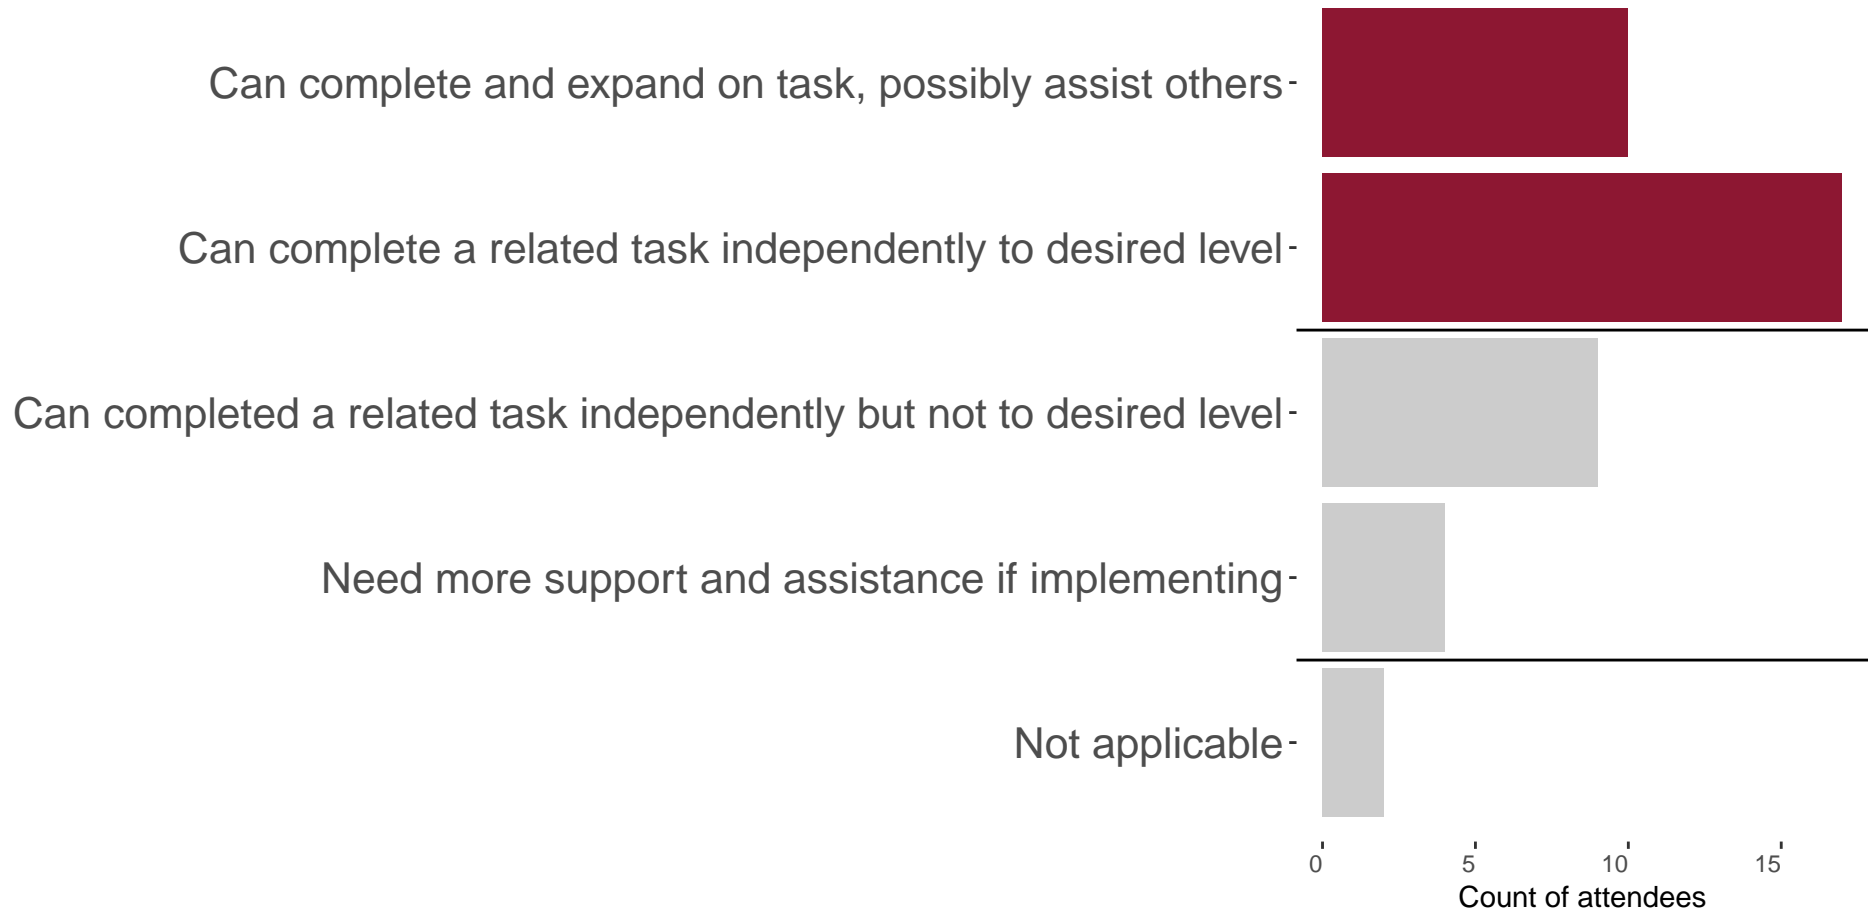 Can complete and expand on task, possibly assist others
Can complete a related task independently to desired level
Can completed a related task independently but not to desired level
Need more support and assistance if implementing
Not applicable
0 5 10 15
Count of attendees